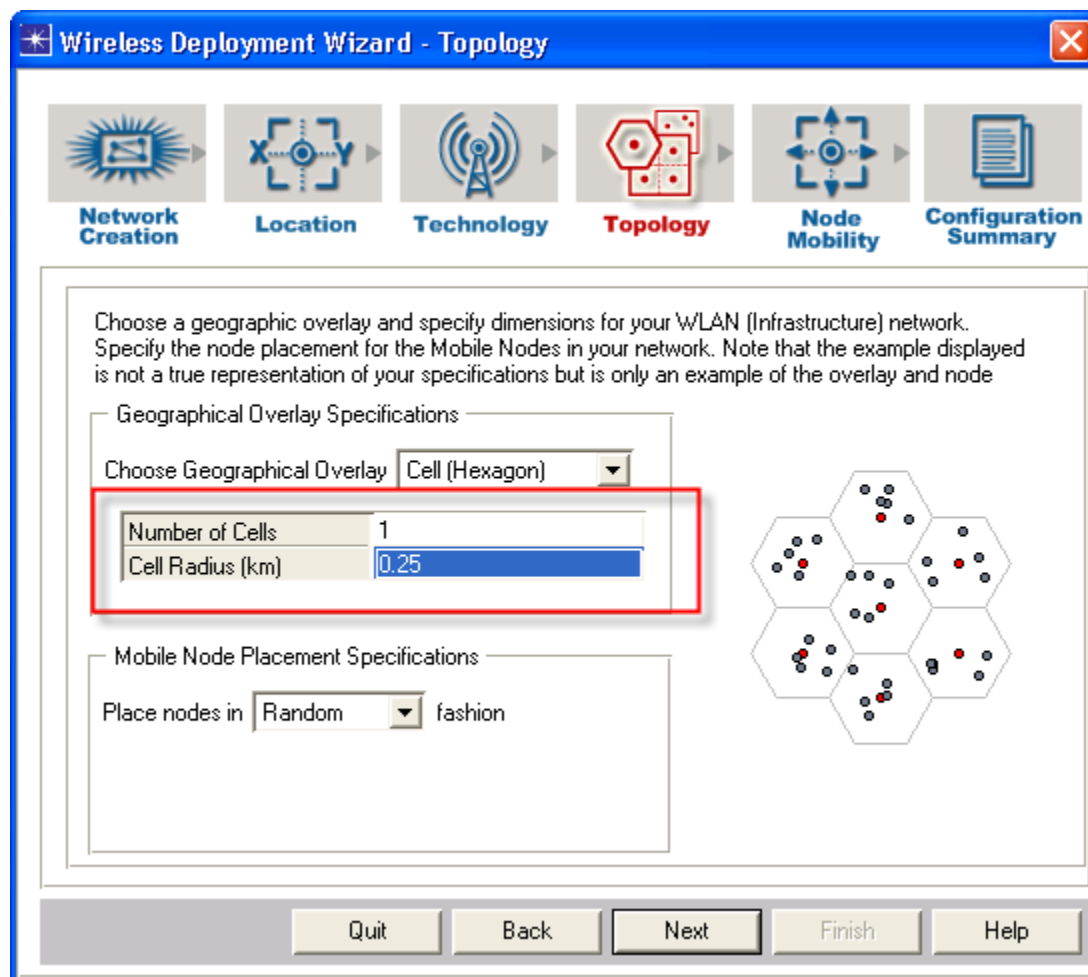 Wireless Deployment Wizard - Topology
X Y
Network Creation
Location
Technology
Topology
Node Mobility
Configuration Summary
Choose a geographic overlay and specify dimensions for your WLAN (Infrastructure) network.
Specify the node placement for the Mobile Nodes in your network. Note that the example displayed
is not a true representation of your specifications but is only an example of the overlay and node
Geographical Overlay Specifications
Choose Geographical Overlay Cell (Hexagon)
Number of Cells 1
Cell Radius (km) 0.25
Mobile Node Placement Specifications
Place nodes in Random fashion
Quit Back Next Finish Help